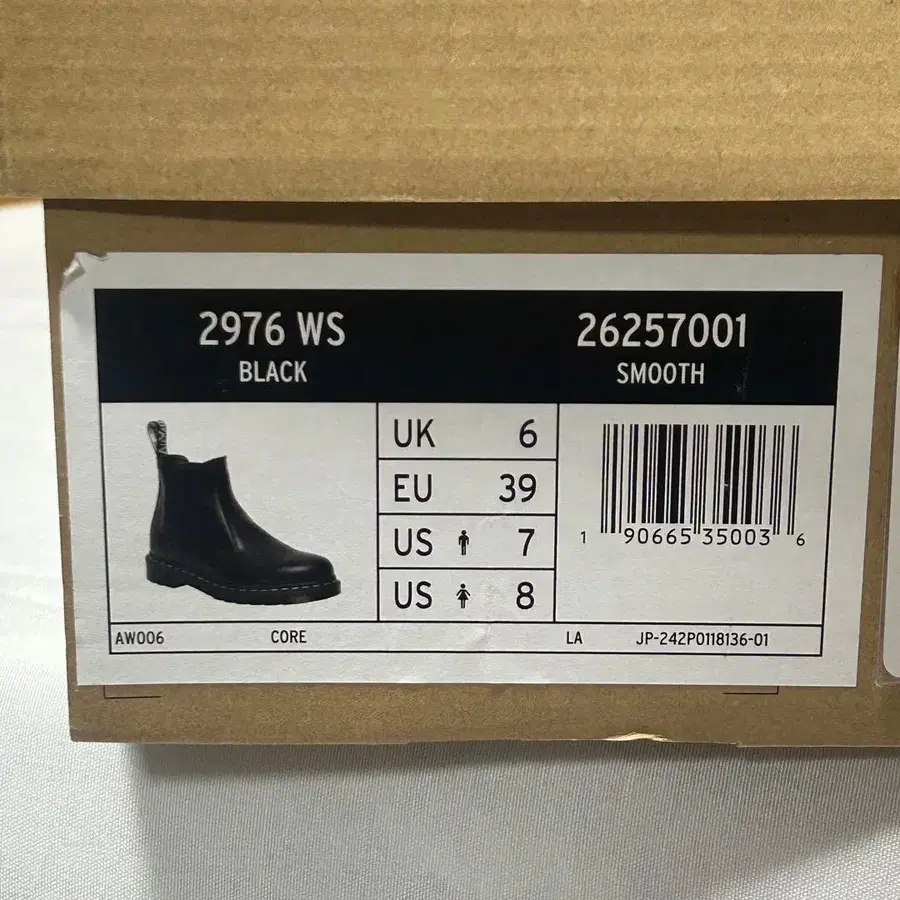 2976 WS
BLACK
26257001
SMOOTH
UK 6
EU 39
US 7
US 8
1 90665 35003 6
AW006 CORE LA JP-242P0118136-01